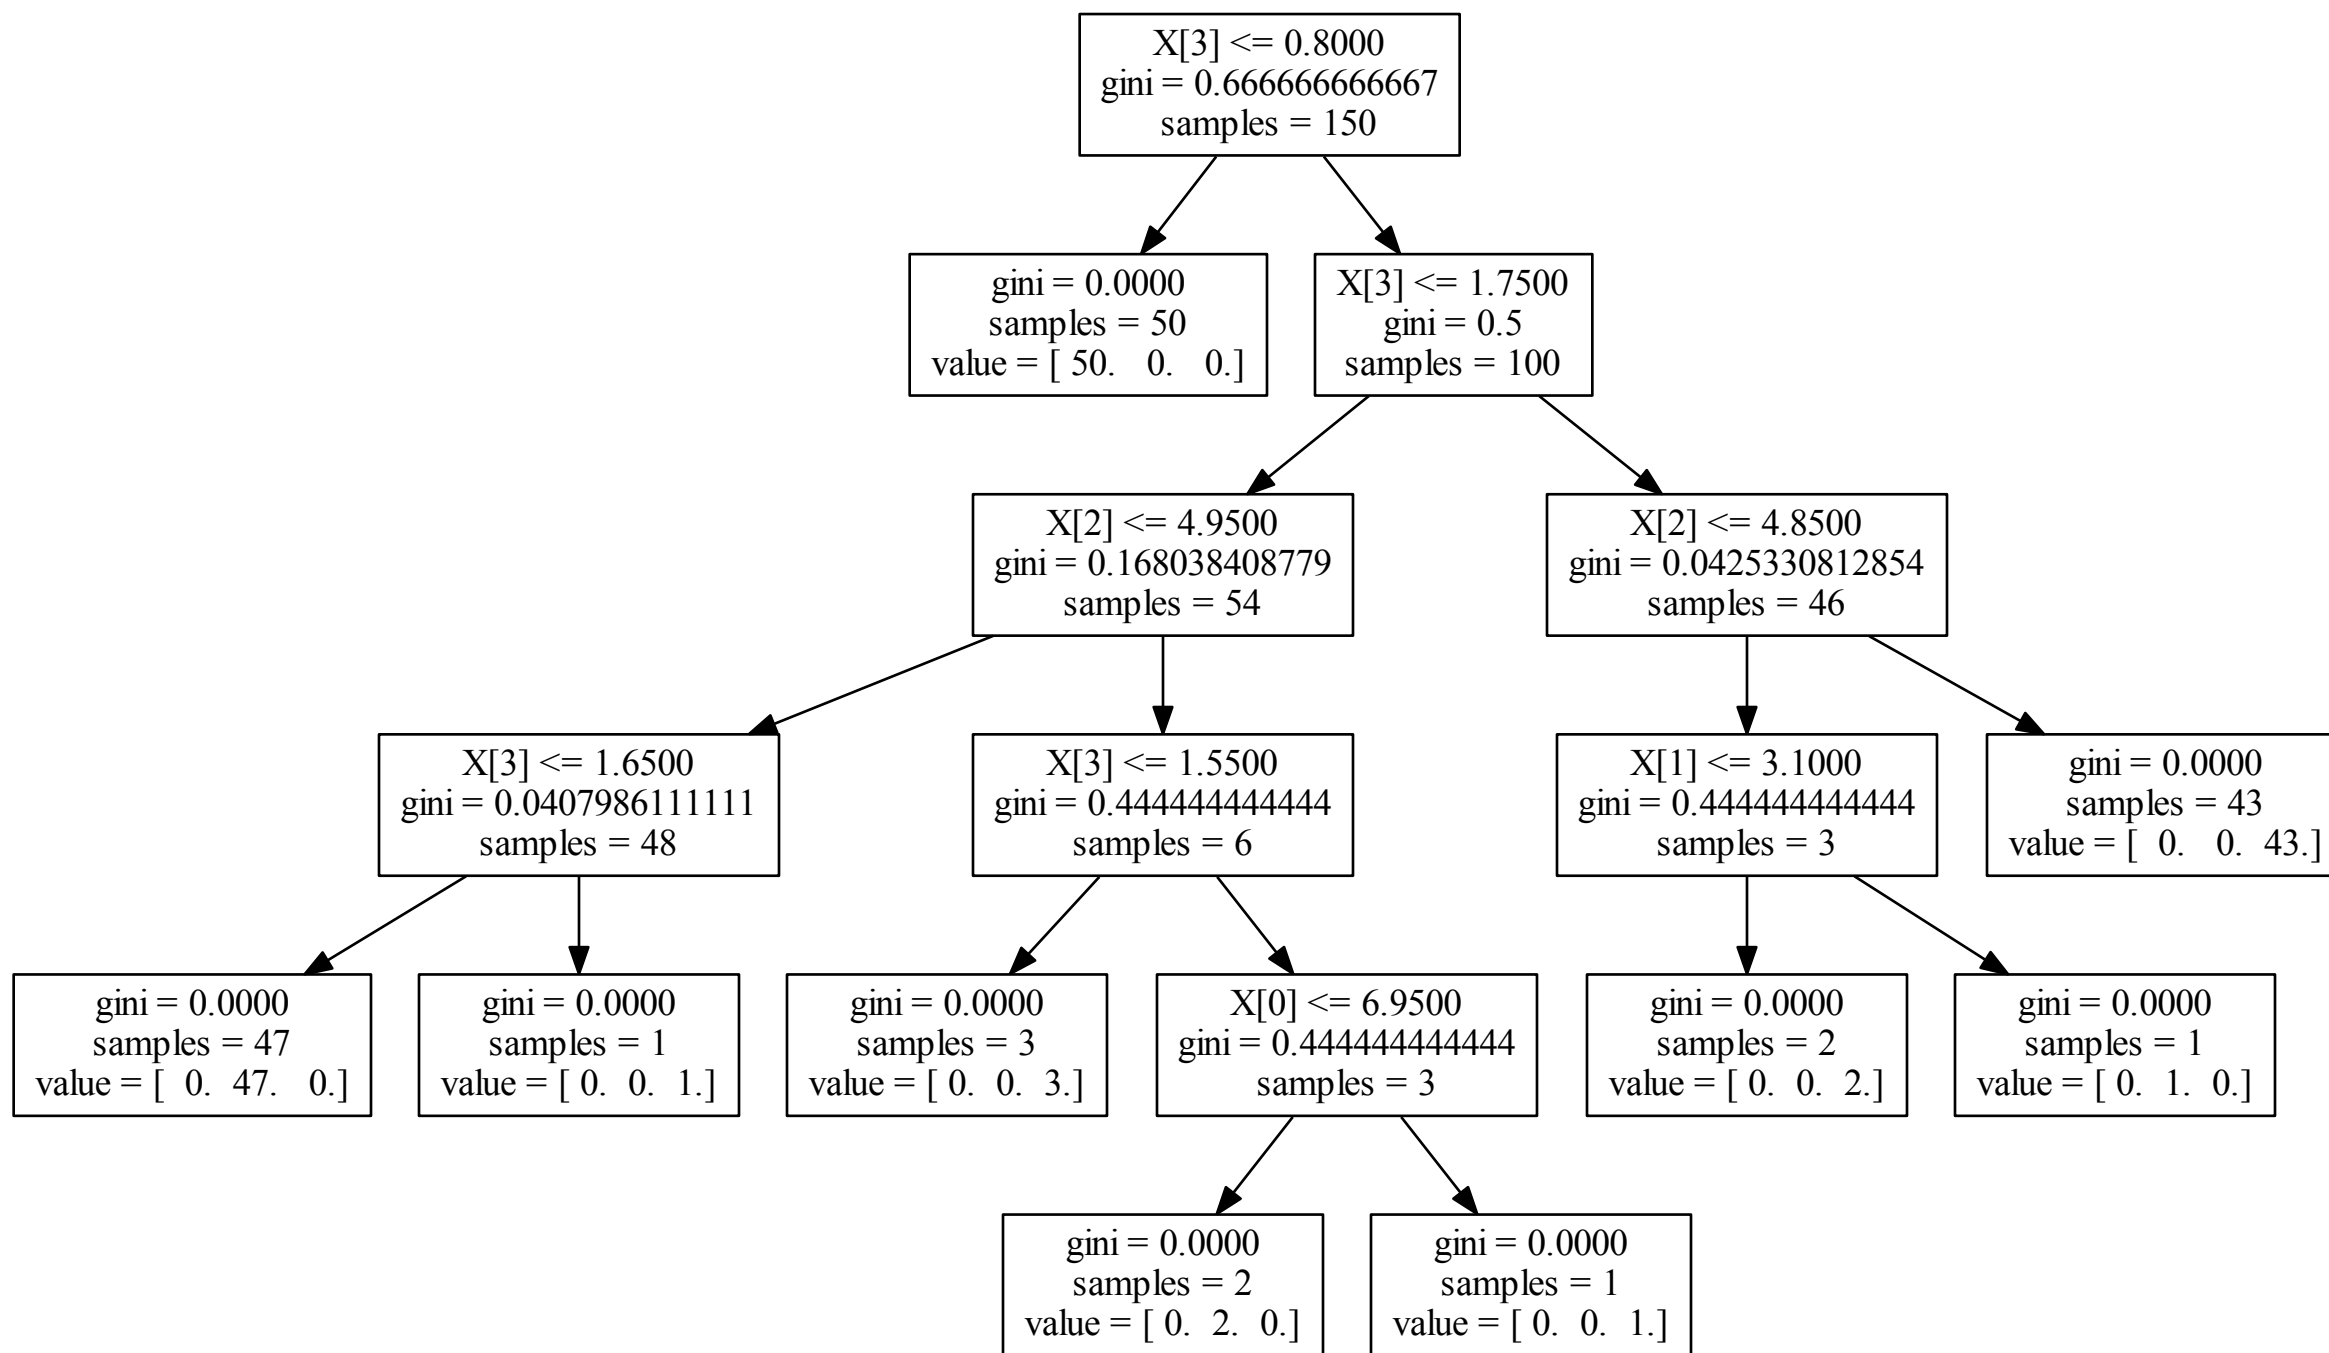 X[3] <= 0.8000
gini = 0.666666666667
samples = 150
gini = 0.0000
samples = 50
value = [ 50.   0.   0.]
X[3] <= 1.7500
gini = 0.5
samples = 100
X[2] <= 4.9500
gini = 0.168038408779
samples = 54
X[2] <= 4.8500
gini = 0.0425330812854
samples = 46
X[3] <= 1.6500
gini = 0.0407986111111
samples = 48
X[3] <= 1.5500
gini = 0.444444444444
samples = 6
X[1] <= 3.1000
gini = 0.444444444444
samples = 3
gini = 0.0000
samples = 43
value = [  0.   0.  43.]
gini = 0.0000
samples = 47
value = [  0.  47.   0.]
gini = 0.0000
samples = 1
value = [ 0.  0.  1.]
gini = 0.0000
samples = 3
value = [ 0.  0.  3.]
X[0] <= 6.9500
gini = 0.444444444444
samples = 3
gini = 0.0000
samples = 2
value = [ 0.  0.  2.]
gini = 0.0000
samples = 1
value = [ 0.  1.  0.]
gini = 0.0000
samples = 2
value = [ 0.  2.  0.]
gini = 0.0000
samples = 1
value = [ 0.  0.  1.]